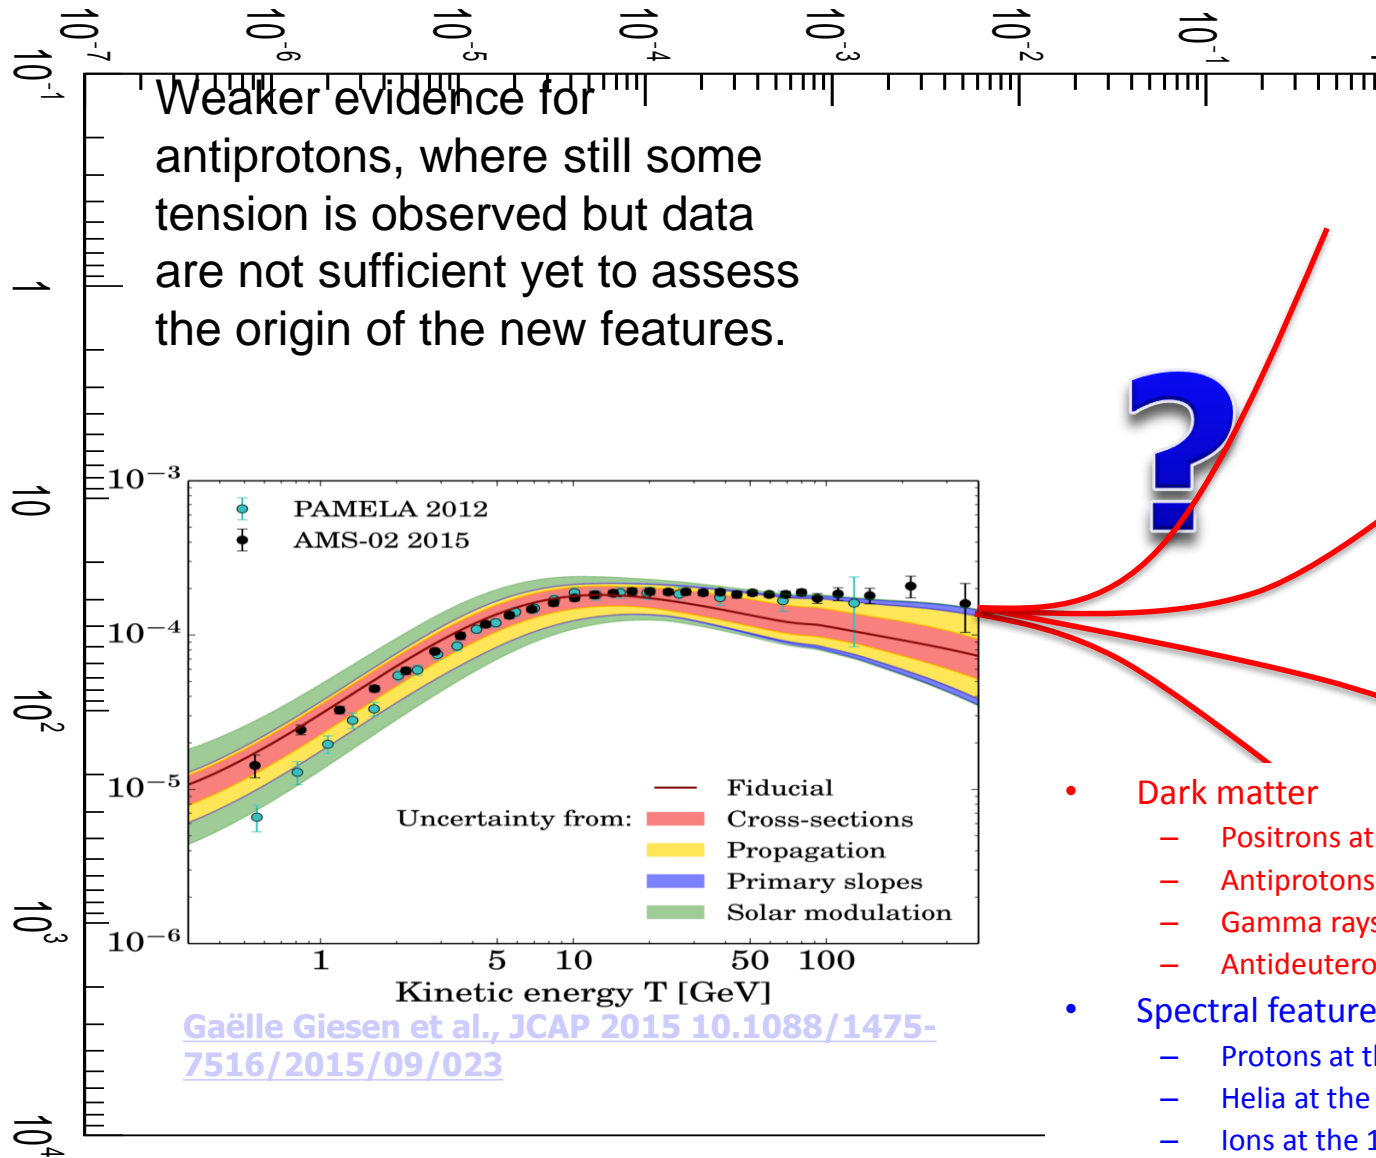 10^-7 10^-6 10^-5 10^-4 10^-3 10^-2 10^-1
10^-1
1
10
10^2
10^3
10^4
Weaker evidence for
antiprotons, where still some
tension is observed but data
are not sufficient yet to assess
the origin of the new features.
?
10^−3
10^−4
10^−5
10^−6
PAMELA 2012
AMS-02 2015
Fiducial
Uncertainty from: Cross-sections
Propagation
Primary slopes
Solar modulation
1 5 10 50 100
Kinetic energy T [GeV]
Gaëlle Giesen et al., JCAP 2015 10.1088/1475-
7516/2015/09/023
• Dark matter
– Positrons at
– Antiprotons
– Gamma rays
– Antideutero
• Spectral feature
– Protons at th
– Helia at the
– Ions at the 1